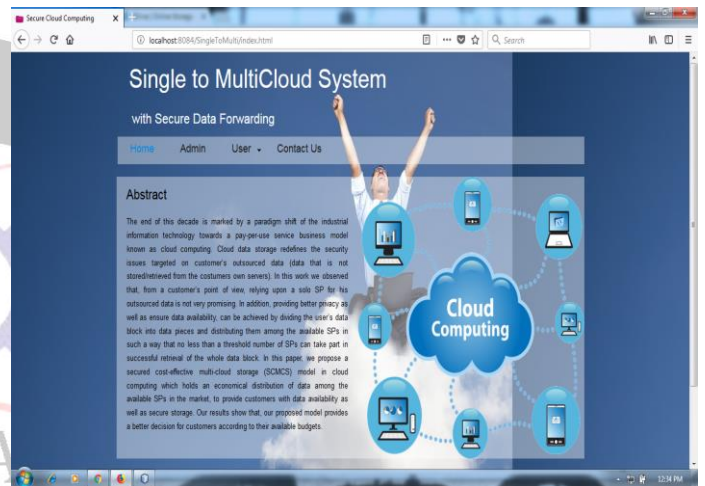 Secure Cloud Computing
localhost:8084/SingleToMulti/index.html
Search
Single to MultiCloud System
with Secure Data Forwarding
Home Admin User Contact Us
Abstract
The end of this decade is marked by a paradigm shift of the industrial
information technology towards a pay-per-use service business model
known as cloud computing. Cloud data storage redefines the security
issues targeted on customer's outsourced data (data that is not
stored/retrieved from the costumers own servers). In this work we observed
that, from a customer's point of view, relying upon a solo SP for his
outsourced data is not very promising. In addition, providing better privacy as
well as ensure data availability, can be achieved by dividing the user's data
block into data pieces and distributing them among the available SPs in
such a way that no less than a threshold number of SPs can take part in
successful retrieval of the whole data block. In this paper, we propose a
secured cost-effective multi-cloud storage (SCMCS) model in cloud
computing which holds an economical distribution of data among the
available SPs in the market, to provide customers with data availability as
well as secure storage. Our results show that, our proposed model provides
a better decision for customers according to their available budgets.
Cloud
Computing
12:34 PM